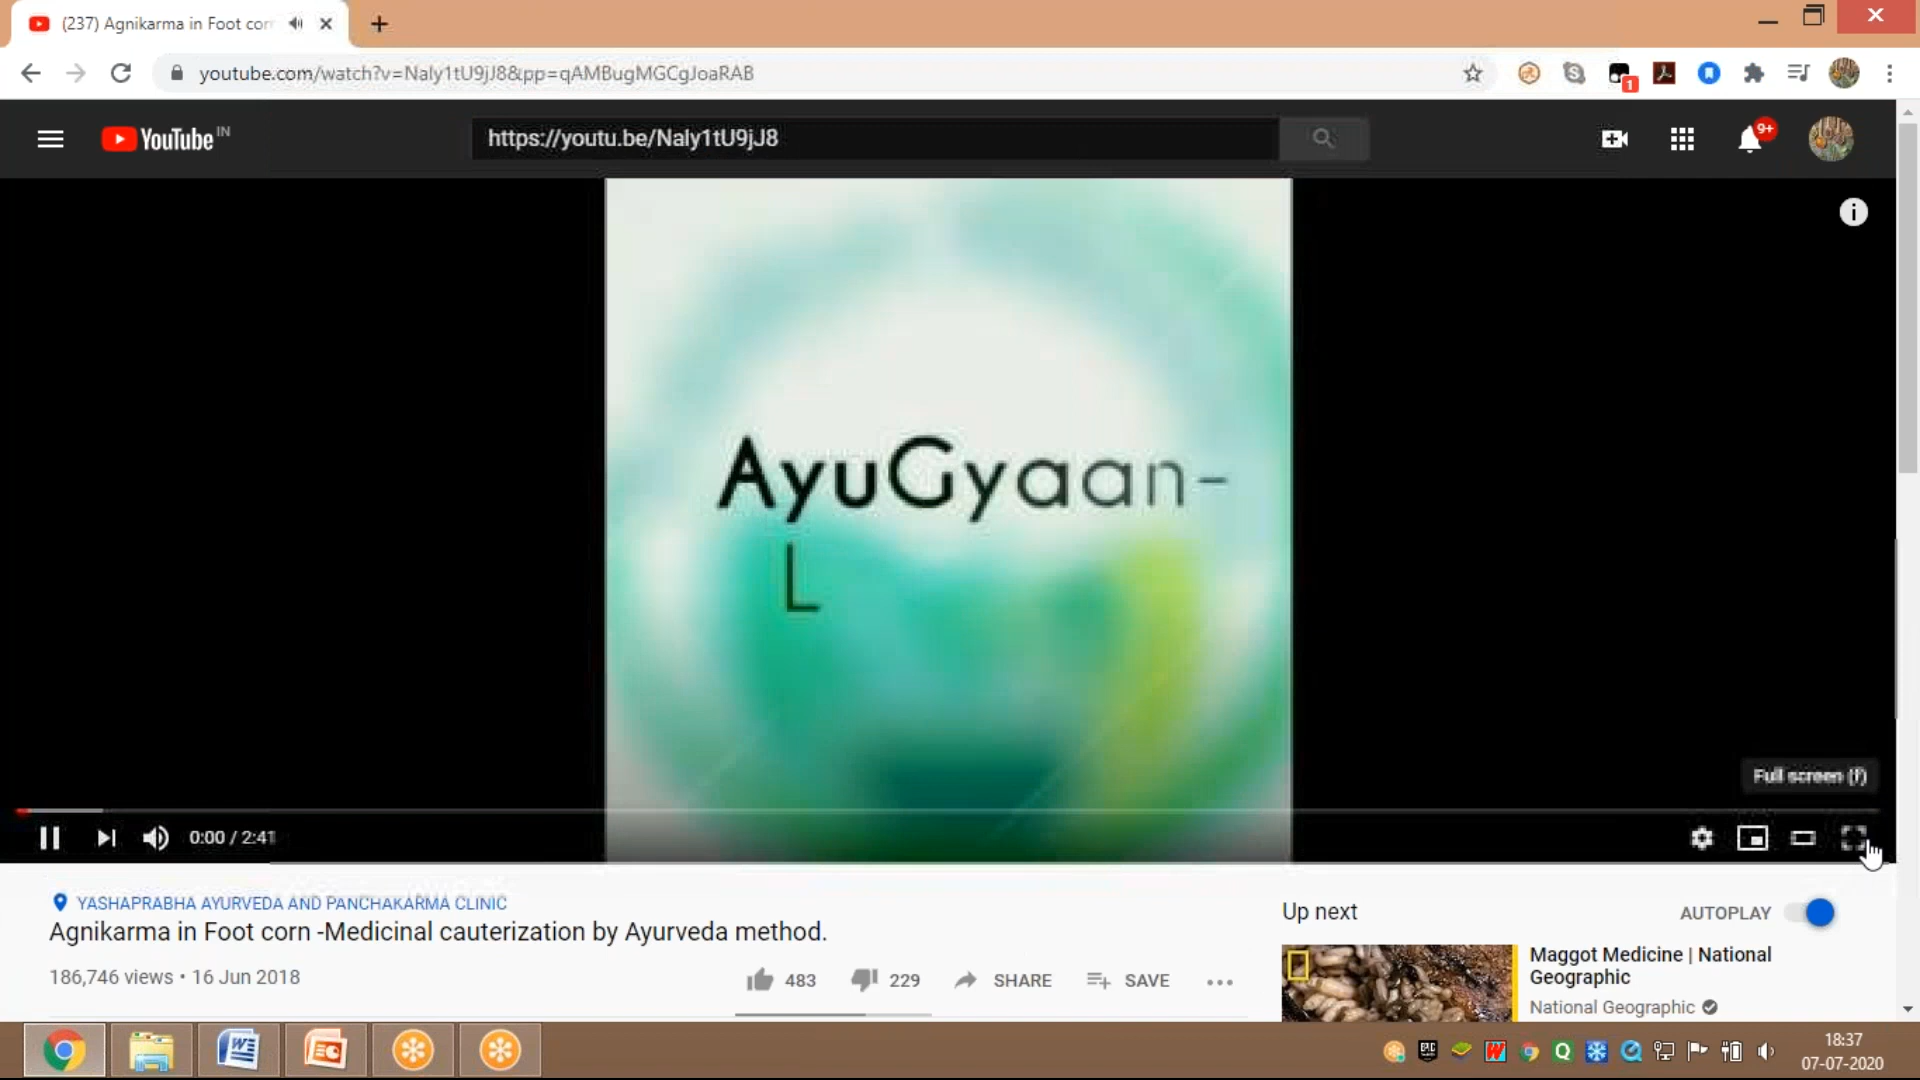 (237) Agnikarma in Foot corn
youtube.com/watch?v=Naly1tU9jJ8&pp=qAMBugMGCgJoaRAB
1
YouTube IN
https://youtu.be/Naly1tU9jJ8
9+
AyuGyaan-
L
Full screen (f)
0:00 / 2:41
YASHAPRABHA AYURVEDA AND PANCHAKARMA CLINIC
Agnikarma in Foot corn -Medicinal cauterization by Ayurveda method.
186,746 views • 16 Jun 2018
483
229
SHARE
SAVE
Up next
AUTOPLAY
Maggot Medicine | National
Geographic
National Geographic
18:37
07-07-2020